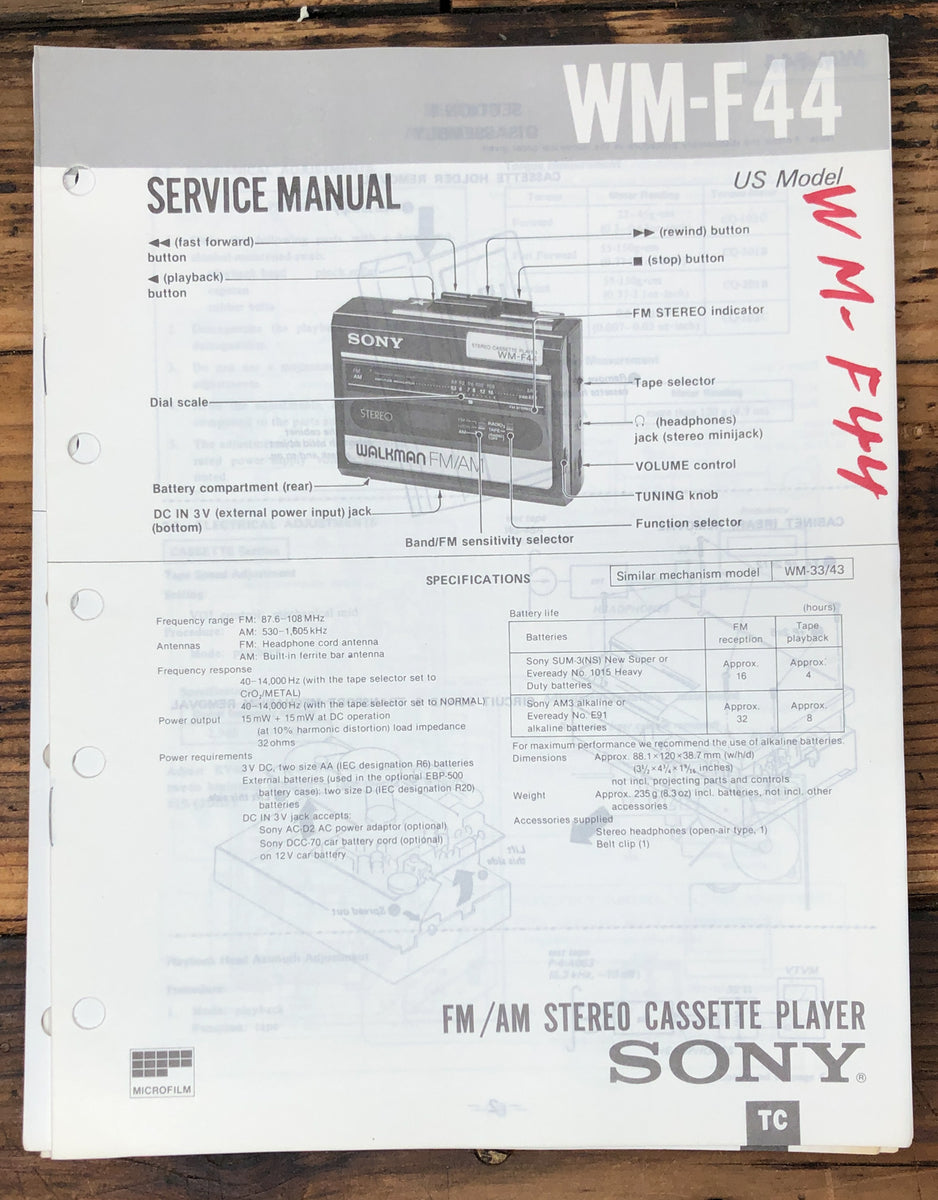 WM-F44
SERVICE MANUAL
US Model
WM-F44
◀◀ (fast forward) button
◀ (playback) button
▶▶ (rewind) button
■ (stop) button
FM STEREO indicator
Tape selector
(headphones) jack (stereo minijack)
VOLUME control
TUNING knob
Function selector
Dial scale
Battery compartment (rear)
DC IN 3V (external power input) jack (bottom)
Band/FM sensitivity selector
SONY
STEREO CASSETTE PLAYER
WM-F44
FM
AM
STEREO
WALKMAN FM/AM
SPECIFICATIONS
Similar mechanism model WM-33/43
Frequency range FM: 87.6–108 MHz
AM: 530–1,605 kHz
Antennas FM: Headphone cord antenna
AM: Built-in ferrite bar antenna
Frequency response
40–14,000 Hz (with the tape selector set to
CrO₂/METAL)
40–14,000 Hz (with the tape selector set to NORMAL)
Power output 15 mW + 15 mW at DC operation
(at 10% harmonic distortion) load impedance
32 ohms
Power requirements
3 V DC, two size AA (IEC designation R6) batteries
External batteries (used in the optional EBP-500
battery case): two size D (IEC designation R20)
batteries
DC IN 3V jack accepts:
Sony AC-D2 AC power adaptor (optional)
Sony DCC-70 car battery cord (optional)
on 12 V car battery
Battery life (hours)
Batteries FM reception Tape playback
Sony SUM-3(NS) New Super or
Eveready No. 1015 Heavy
Duty batteries Approx. 16 Approx. 4
Sony AM3 alkaline or
Eveready No. E91
alkaline batteries Approx. 32 Approx. 8
For maximum performance we recommend the use of alkaline batteries.
Dimensions Approx. 88.1×120×38.7 mm (w/h/d)
(3½×4¾×1⁹⁄₁₆ inches)
not incl. projecting parts and controls
Weight Approx. 235 g (8.3 oz) incl. batteries, not incl. other
accessories
Accessories supplied
Stereo headphones (open-air type, 1)
Belt clip (1)
FM/AM STEREO CASSETTE PLAYER
SONY®
MICROFILM
TC